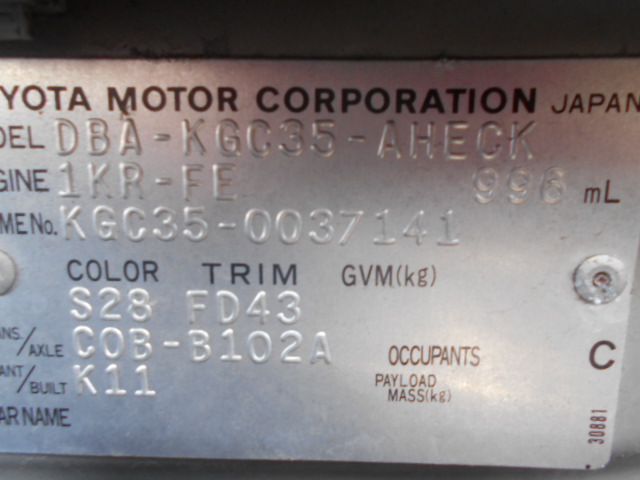 YOTA MOTOR CORPORATION JAPAN
DEL DBA-KGC35-AHECK
GINE 1KR-FE 996 mL
ME No. KGC35-0037141
COLOR TRIM GVM(kg)
S28 FD43
NS/AXLE C0B-B102A OCCUPANTS C
ANT/BUILT K11 PAYLOAD MASS(kg)
AR NAME
30881